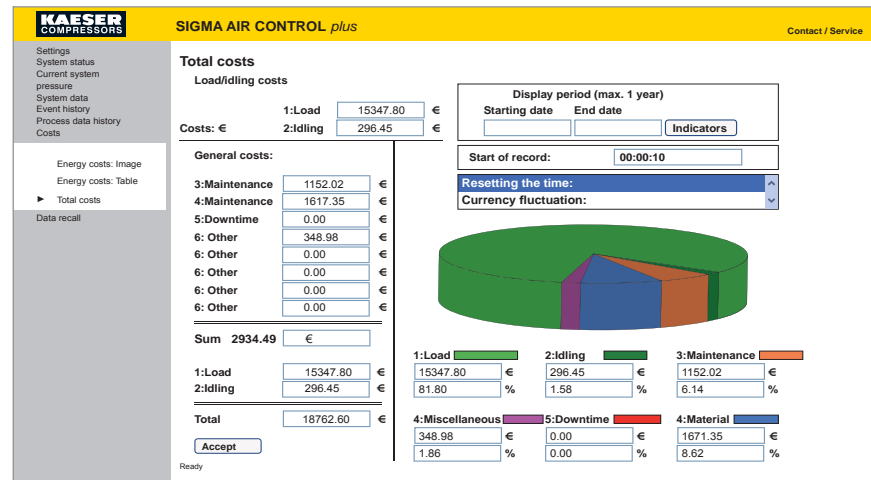 KAESER
COMPRESSORS
SIGMA AIR CONTROL plus
Contact / Service
Settings
System status
Current system
pressure
System data
Event history
Process data history
Costs
Energy costs: Image
Energy costs: Table
► Total costs
Data recall
Total costs
Load/idling costs
1:Load 15347.80 €
Costs: € 2:Idling 296.45 €
General costs:
3:Maintenance 1152.02 €
4:Maintenance 1617.35 €
5:Downtime 0.00 €
6: Other 348.98 €
6: Other 0.00 €
6: Other 0.00 €
6: Other 0.00 €
6: Other 0.00 €
Sum 2934.49 €
1:Load 15347.80 €
2:Idling 296.45 €
Total 18762.60 €
Accept
Ready
Display period (max. 1 year)
Starting date End date
Indicators
Start of record: 00:00:10
Resetting the time:
Currency fluctuation:
1:Load 2:Idling 3:Maintenance
15347.80 € 296.45 € 1152.02 €
81.80 % 1.58 % 6.14 %
4:Miscellaneous 5:Downtime 4:Material
348.98 € 0.00 € 1671.35 €
1.86 % 0.00 % 8.62 %